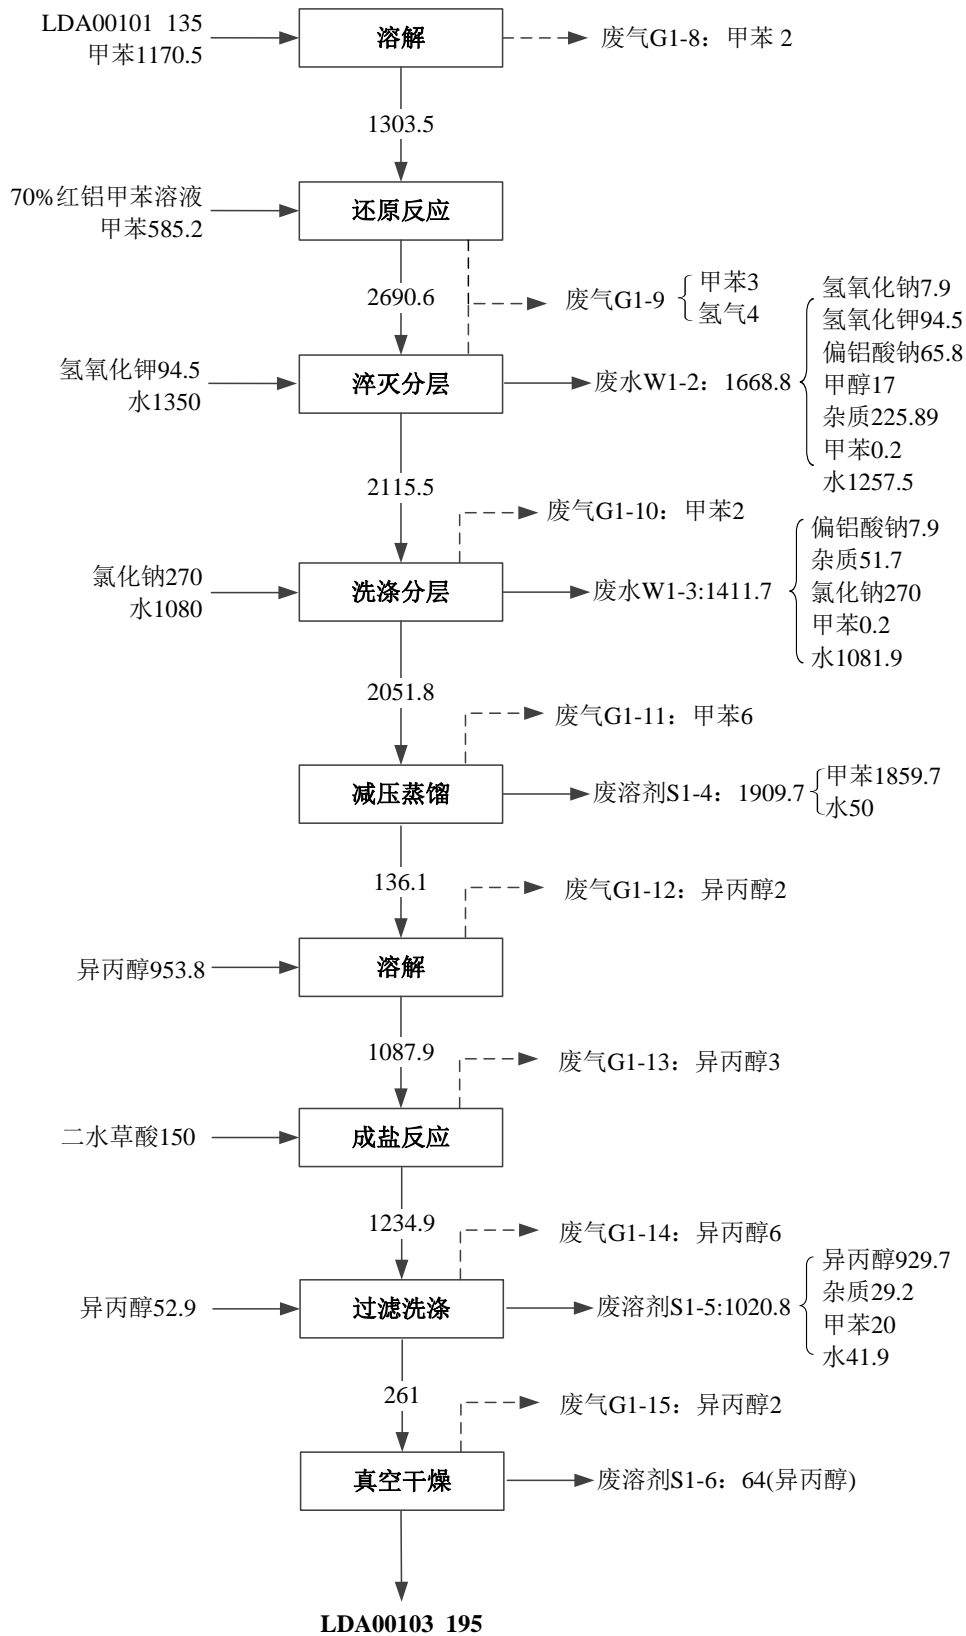 LDA00101 135
甲苯1170.5
溶解
废气G1-8：甲苯 2
1303.5
70%红铝甲苯溶液
甲苯585.2
还原反应
2690.6
废气G1-9
甲苯3
氢气4
氢氧化钾94.5
水1350
淬灭分层
废水W1-2：1668.8
氢氧化钠7.9
氢氧化钾94.5
偏铝酸钠65.8
甲醇17
杂质225.89
甲苯0.2
水1257.5
2115.5
废气G1-10：甲苯2
氯化钠270
水1080
洗涤分层
废水W1-3:1411.7
偏铝酸钠7.9
杂质51.7
氯化钠270
甲苯0.2
水1081.9
2051.8
废气G1-11：甲苯6
减压蒸馏
废溶剂S1-4：1909.7
甲苯1859.7
水50
136.1
废气G1-12：异丙醇2
异丙醇953.8
溶解
1087.9
废气G1-13：异丙醇3
二水草酸150
成盐反应
1234.9
废气G1-14：异丙醇6
异丙醇52.9
过滤洗涤
废溶剂S1-5:1020.8
异丙醇929.7
杂质29.2
甲苯20
水41.9
261
废气G1-15：异丙醇2
真空干燥
废溶剂S1-6：64(异丙醇)
LDA00103 195